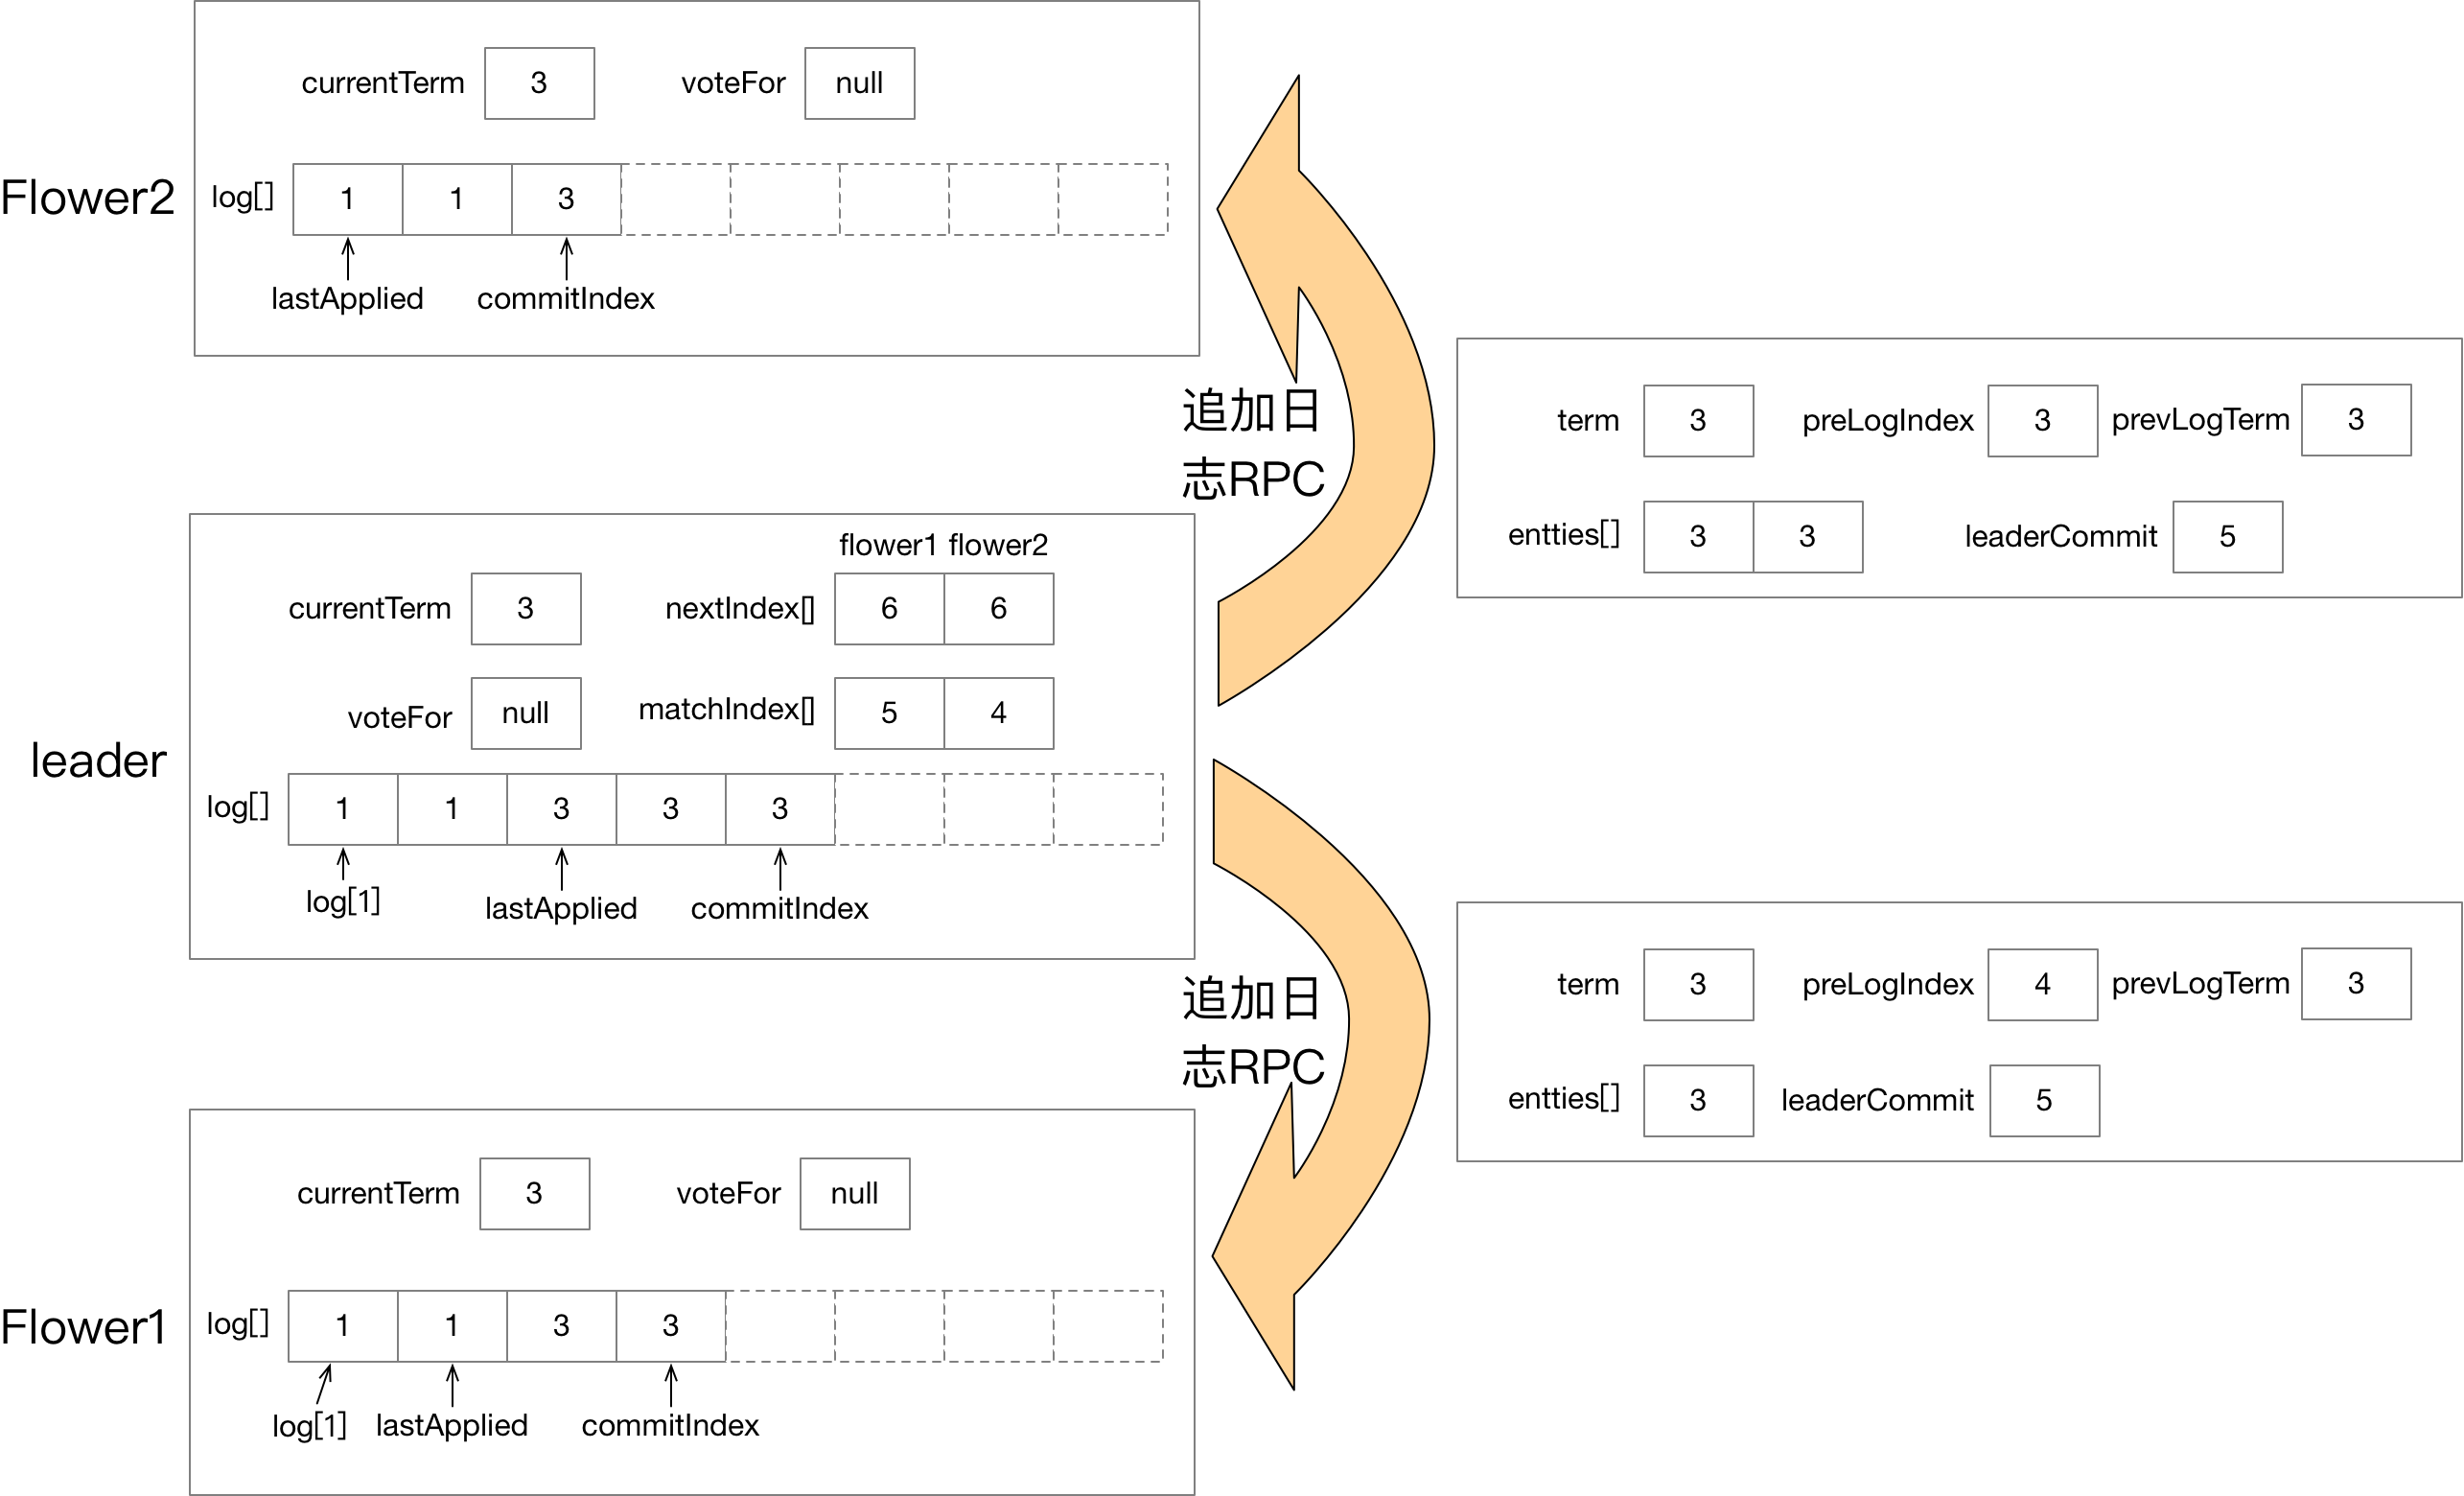 currentTerm 3 voteFor null
Flower2 log[] 1 1 3
lastApplied commitIndex
追加日
志RPC
term 3 preLogIndex 3 prevLogTerm 3
entties[] 3 3 leaderCommit 5
flower1 flower2
currentTerm 3 nextIndex[] 6 6
voteFor null matchIndex[] 5 4
leader
log[] 1 1 3 3 3
log[1] lastApplied commitIndex
追加日
志RPC
term 3 preLogIndex 4 prevLogTerm 3
entties[] 3 leaderCommit 5
currentTerm 3 voteFor null
Flower1 log[] 1 1 3 3
log[1] lastApplied commitIndex